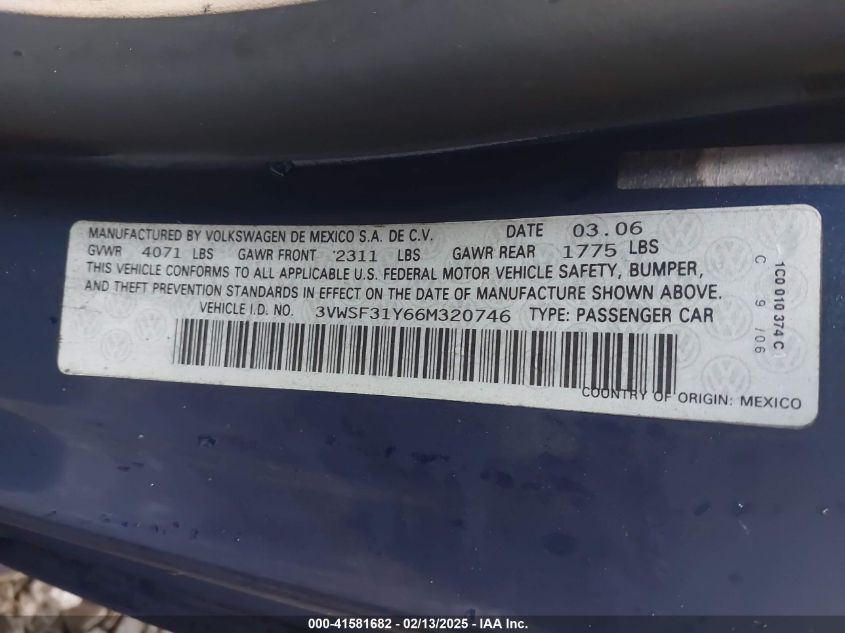 MANUFACTURED BY VOLKSWAGEN DE MEXICO S.A. DE C.V. DATE 03.06
GVWR 4071 LBS GAWR FRONT 2311 LBS GAWR REAR 1775 LBS
THIS VEHICLE CONFORMS TO ALL APPLICABLE U.S. FEDERAL MOTOR VEHICLE SAFETY, BUMPER,
AND THEFT PREVENTION STANDARDS IN EFFECT ON THE DATE OF MANUFACTURE SHOWN ABOVE.
VEHICLE I.D. NO. 3VWSF31Y66M320746 TYPE: PASSENGER CAR
COUNTRY OF ORIGIN: MEXICO
1C0 010 374 C
C 9 /06
000-41581682 - 02/13/2025 - IAA Inc.